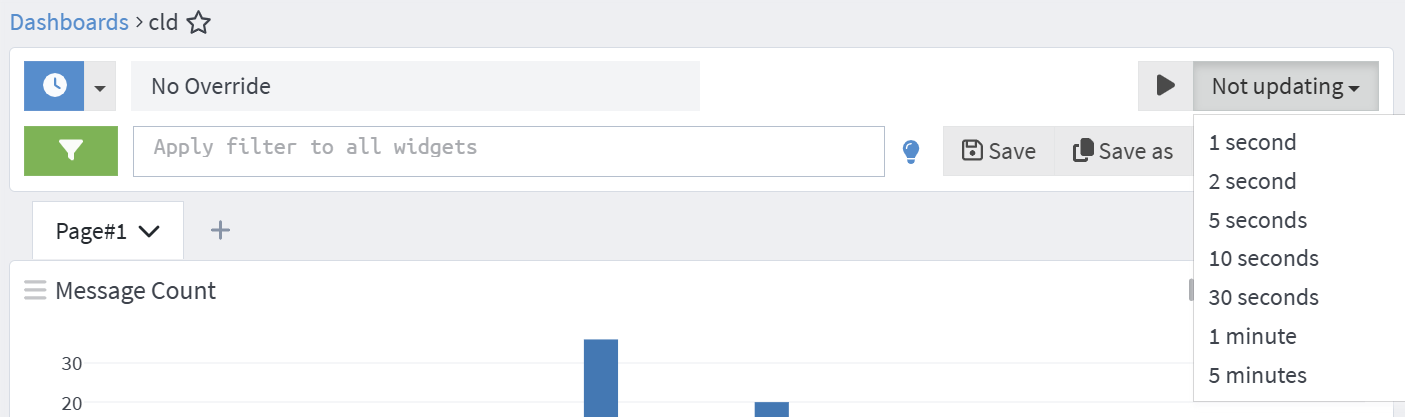 Dashboards > cld
No Override
Not updating
Apply filter to all widgets
Save
Save as
1 second
2 second
5 seconds
10 seconds
30 seconds
1 minute
5 minutes
Page#1
+
Message Count
30
20